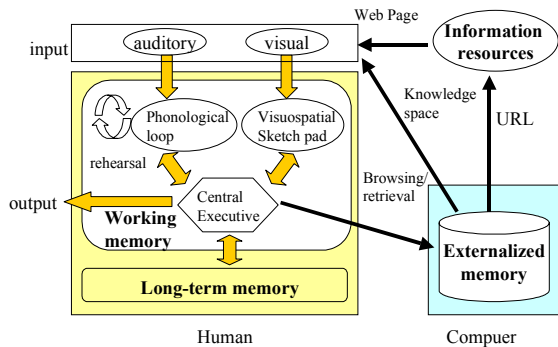 input
auditory
visual
Web Page
Information
resources
Phonological
loop
Visuospatial
Sketch pad
Knowledge
space
URL
rehearsal
Browsing/
retrieval
output
Working
memory
Central
Executive
Externalized
memory
Long-term memory
Human
Compuer